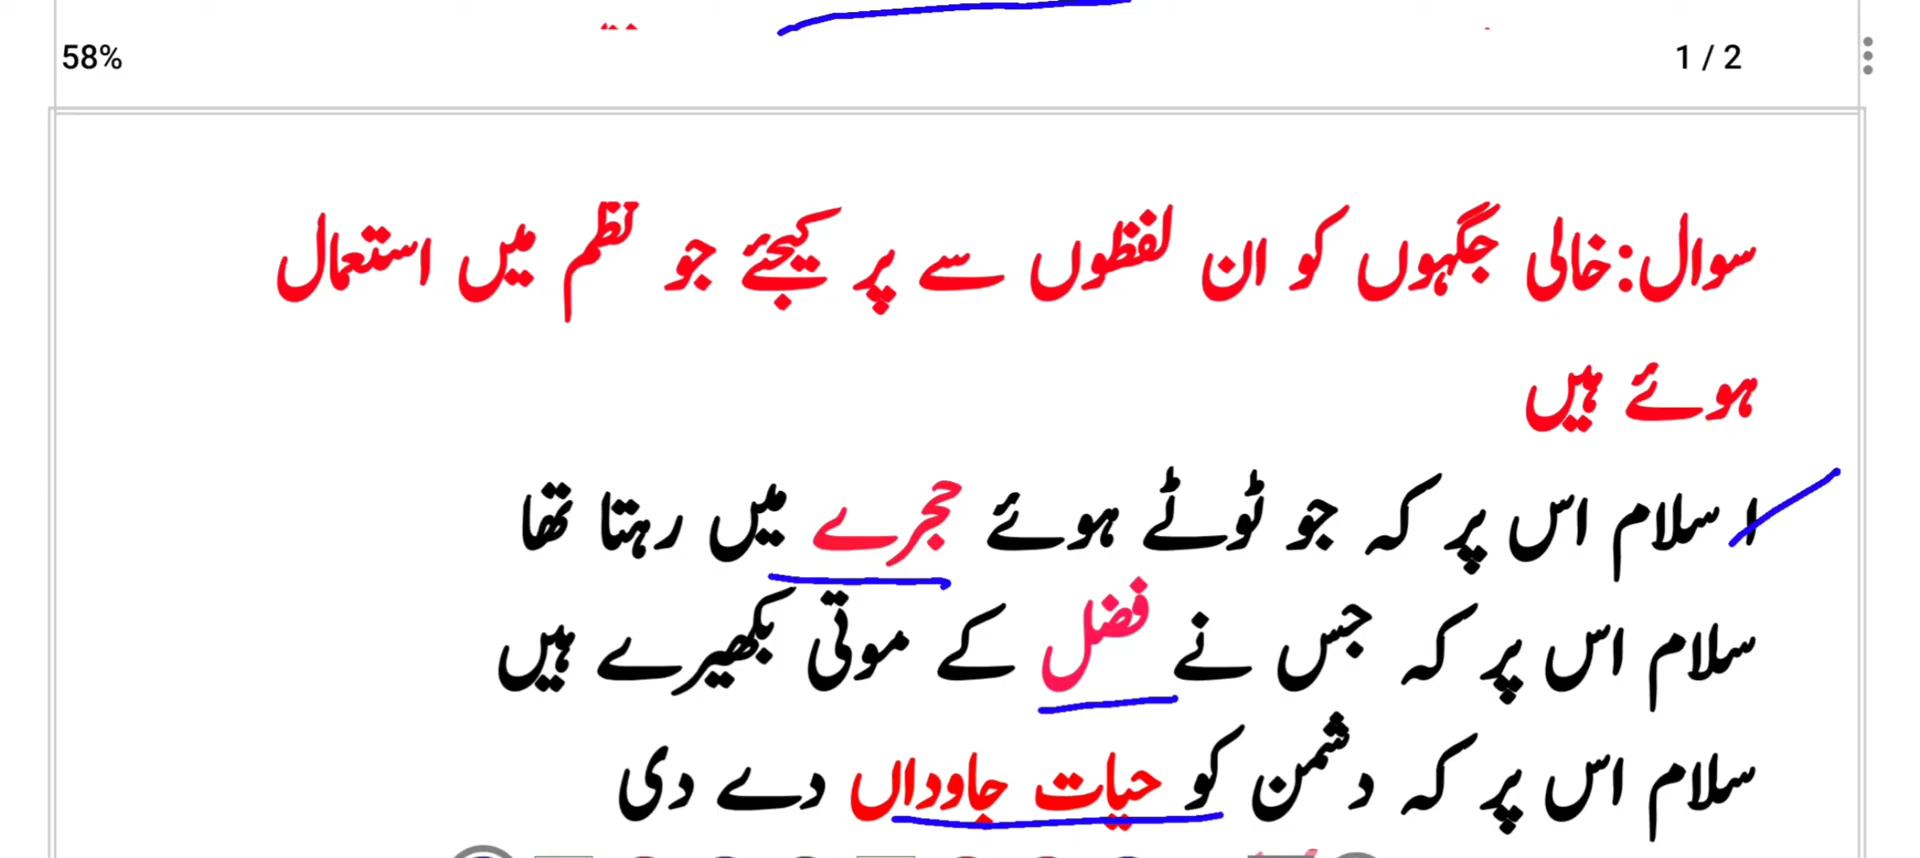 58%
1 / 2
سوال:خالی جگہوں کو ان لفظوں سے پر کیجئے جو نظم میں استعمال
ہوئے ہیں
ا سلام اس پر کہ جو ٹوٹے ہوئے حجرے میں رہتا تھا
سلام اس پر کہ جس نے فضل کے موتی بکھیرے ہیں
سلام اس پر کہ دشمن کو حیات جاوداں دے دی